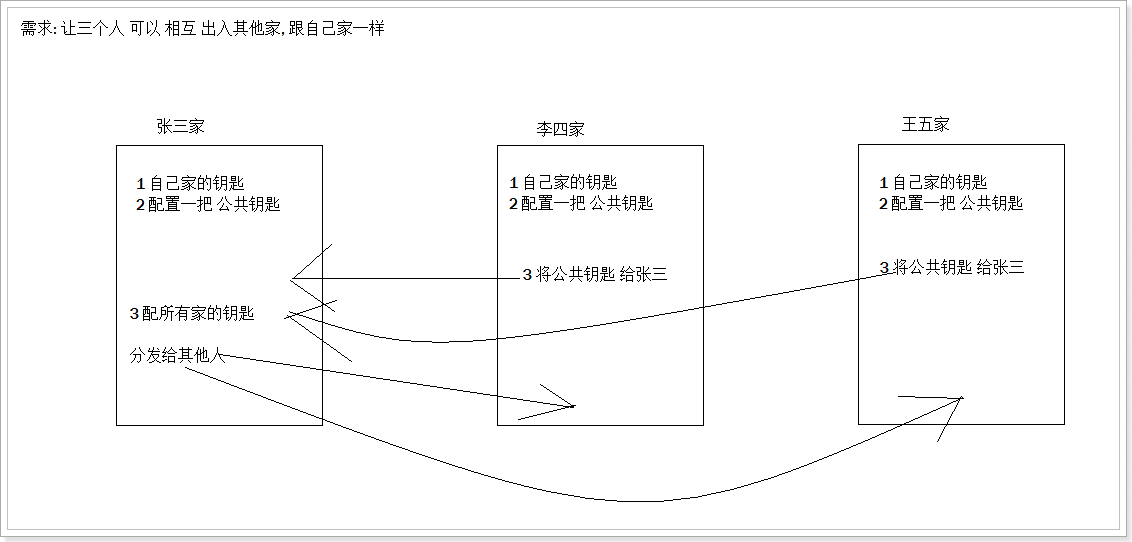 需求: 让三个人 可以 相互 出入其他家, 跟自己家一样
张三家
1 自己家的钥匙
2 配置一把 公共钥匙
3 配所有家的钥匙
分发给其他人
李四家
1 自己家的钥匙
2 配置一把 公共钥匙
3 将公共钥匙 给张三
王五家
1 自己家的钥匙
2 配置一把 公共钥匙
3 将公共钥匙 给张三